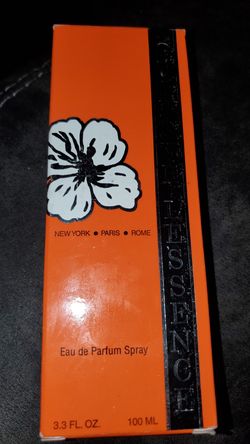 NEW YORK ● PARIS ● ROME
Eau de Parfum Spray
3.3 FL. OZ. 100 ML
ESSENCE